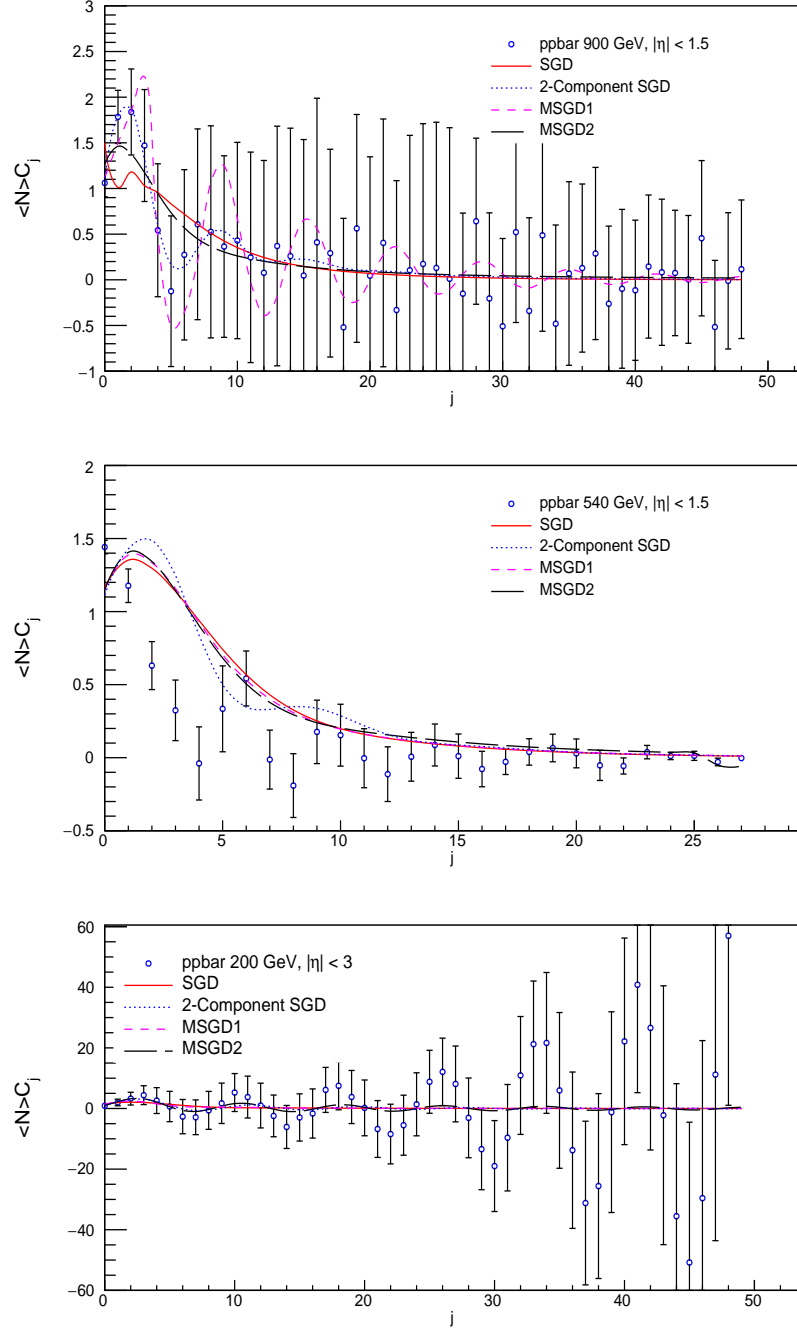 3
2.5
2
1.5
1
0.5
0
−0.5
−1
<N>C_j
ppbar 900 GeV, |η| < 1.5
SGD
2-Component SGD
MSGD1
MSGD2
0 10 20 30 40 50
j
2
1.5
1
0.5
0
−0.5
<N>C_j
ppbar 540 GeV, |η| < 1.5
SGD
2-Component SGD
MSGD1
MSGD2
0 5 10 15 20 25
j
60
40
20
0
−20
−40
−60
<N>C_j
ppbar 200 GeV, |η| < 3
SGD
2-Component SGD
MSGD1
MSGD2
0 10 20 30 40 50
j